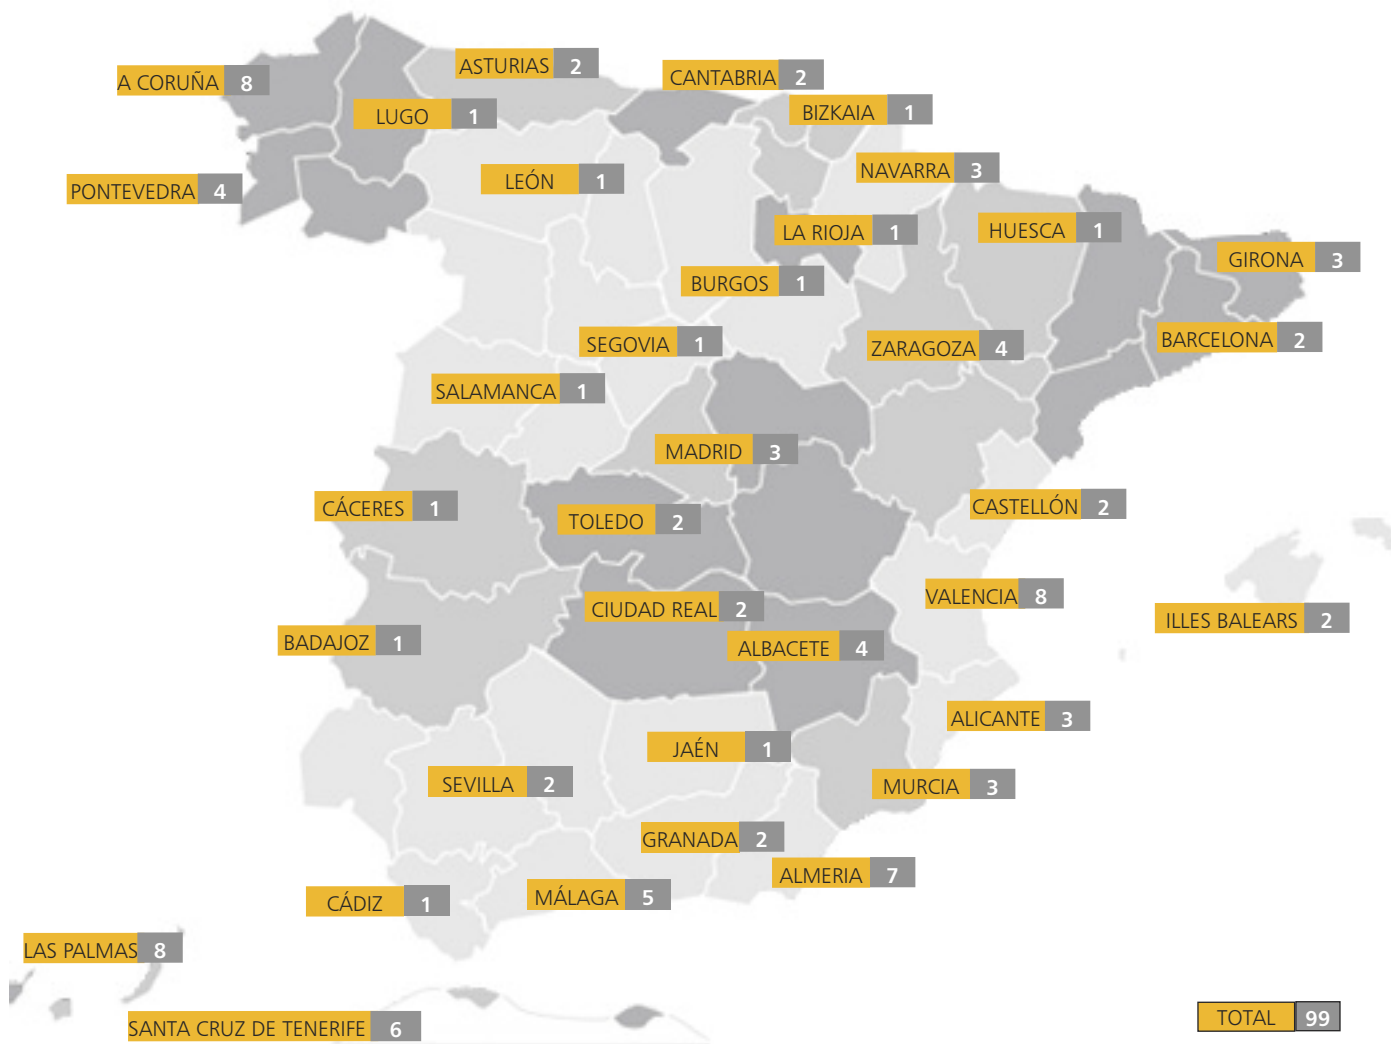 ASTURIAS 2
CANTABRIA 2
A CORUÑA 8
BIZKAIA 1
LUGO 1
NAVARRA 3
LEÓN 1
PONTEVEDRA 4
LA RIOJA 1
HUESCA 1
GIRONA 3
BURGOS 1
SEGOVIA 1
ZARAGOZA 4
BARCELONA 2
SALAMANCA 1
MADRID 3
CÁCERES 1
TOLEDO 2
CASTELLÓN 2
CIUDAD REAL 2
VALENCIA 8
ILLES BALEARS 2
BADAJOZ 1
ALBACETE 4
ALICANTE 3
JAÉN 1
SEVILLA 2
MURCIA 3
GRANADA 2
ALMERIA 7
CÁDIZ 1
MÁLAGA 5
LAS PALMAS 8
SANTA CRUZ DE TENERIFE 6
TOTAL 99